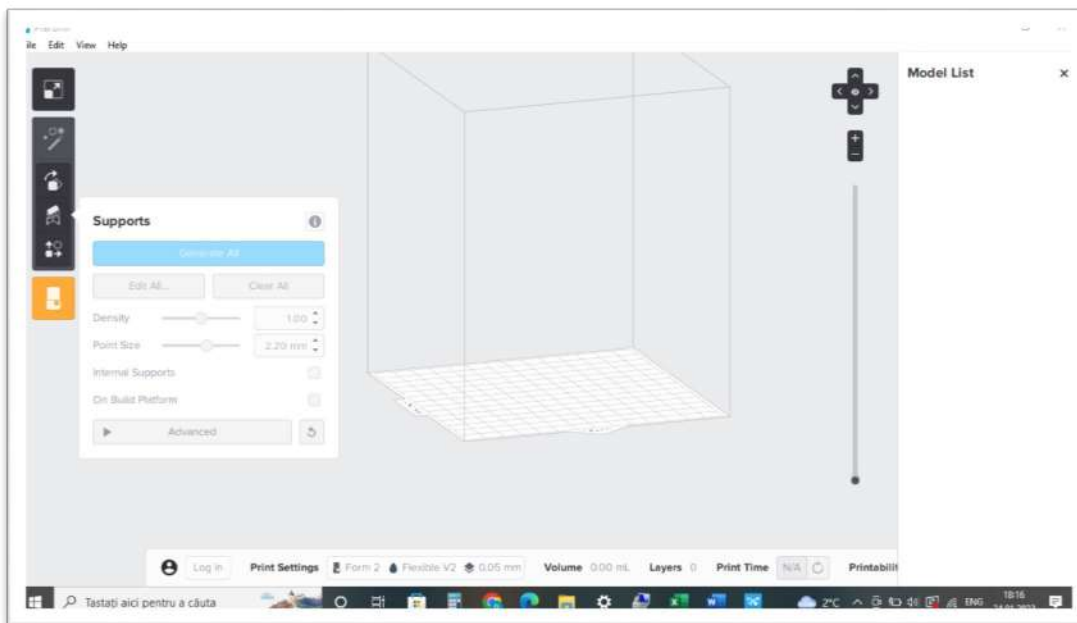 ile Edit View Help
Model List ×
Supports
Generate All
Edit All... Clear All
Density 1.00
Point Size 2.20 mm
Internal Supports
On Build Platform
Advanced
Log in Print Settings Form 2 Flexible V2 0.05 mm Volume 0.00 mL Layers 0 Print Time N/A Printabilit
Tastați aici pentru a căuta 2°C ENG 18:16